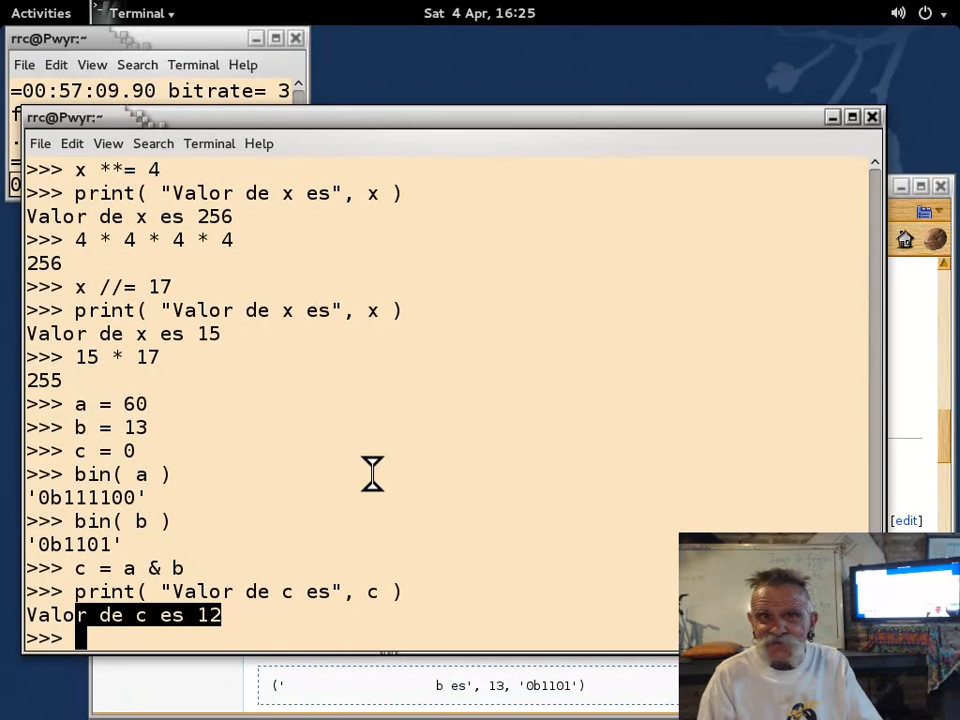 Activities
Terminal
Sat 4 Apr, 16:25
rrc@Pwyr:~
File Edit View Search Terminal Help
=00:57:09.90 bitrate= 3
rrc@Pwyr:~
File Edit View Search Terminal Help
>>> x **= 4
>>> print( "Valor de x es", x )
Valor de x es 256
>>> 4 * 4 * 4 * 4
256
>>> x //= 17
>>> print( "Valor de x es", x )
Valor de x es 15
>>> 15 * 17
255
>>> a = 60
>>> b = 13
>>> c = 0
>>> bin( a )
'0b111100'
>>> bin( b )
'0b1101'
>>> c = a & b
>>> print( "Valor de c es", c )
Valor de c es 12
>>>
[edit]
(' b es', 13, '0b1101')